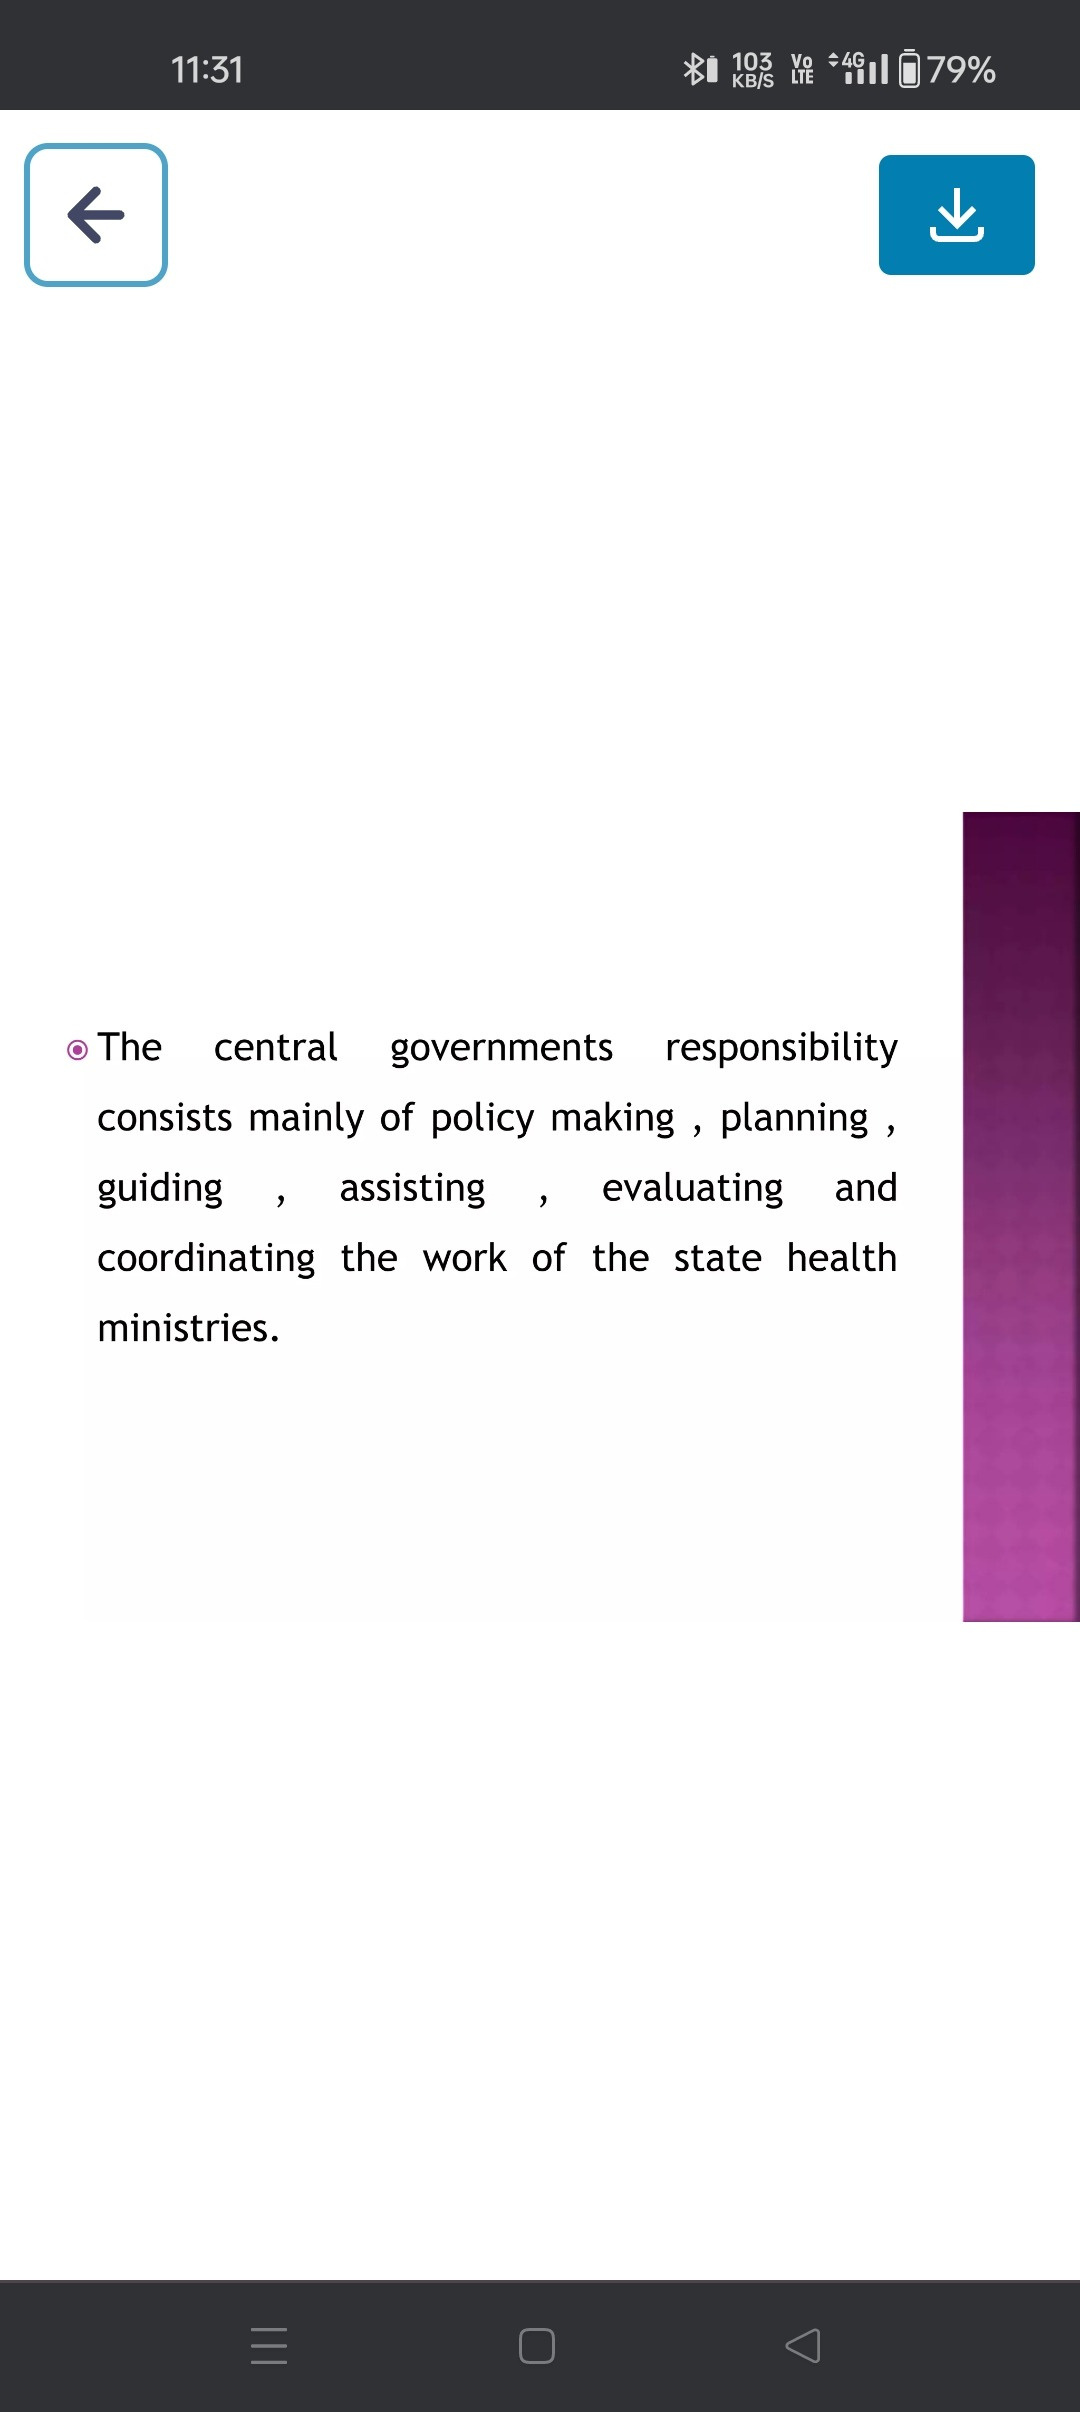 11:31
103 KB/S Vo LTE 4G 79%
The central governments responsibility
consists mainly of policy making , planning ,
guiding , assisting , evaluating and
coordinating the work of the state health
ministries.